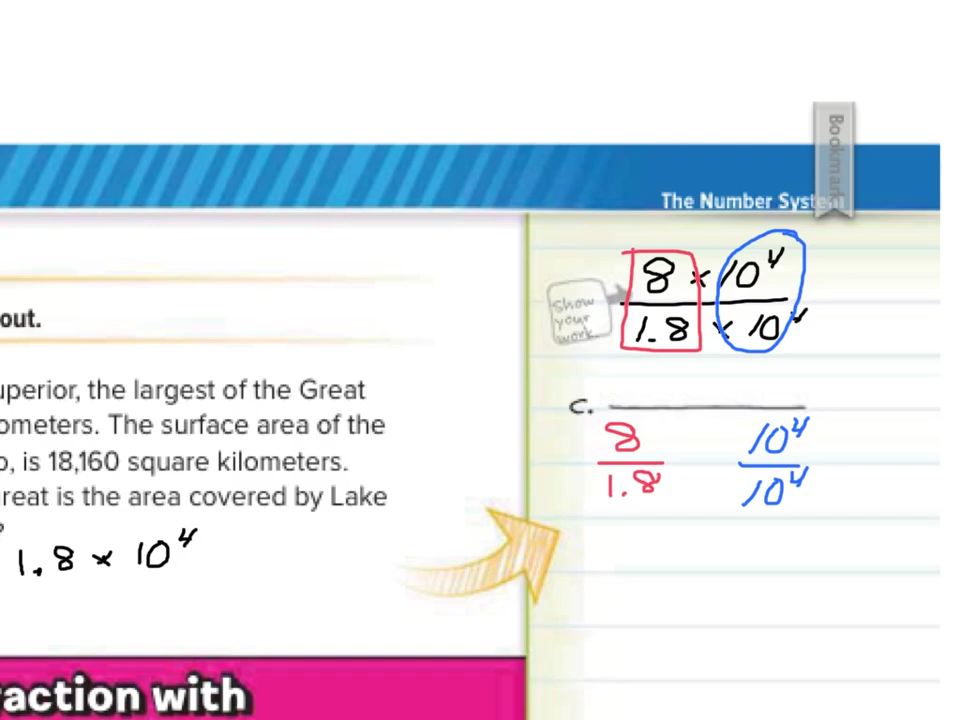 Bookmark
The Number System
out.
uperior, the largest of the Great
ometers. The surface area of the
o, is 18,160 square kilometers.
reat is the area covered by Lake
?
1.8 × 10⁴
action with
8 × 10⁴
1.8 × 10⁴
Show
your
work.
c.
8
1.8
10⁴
10⁴